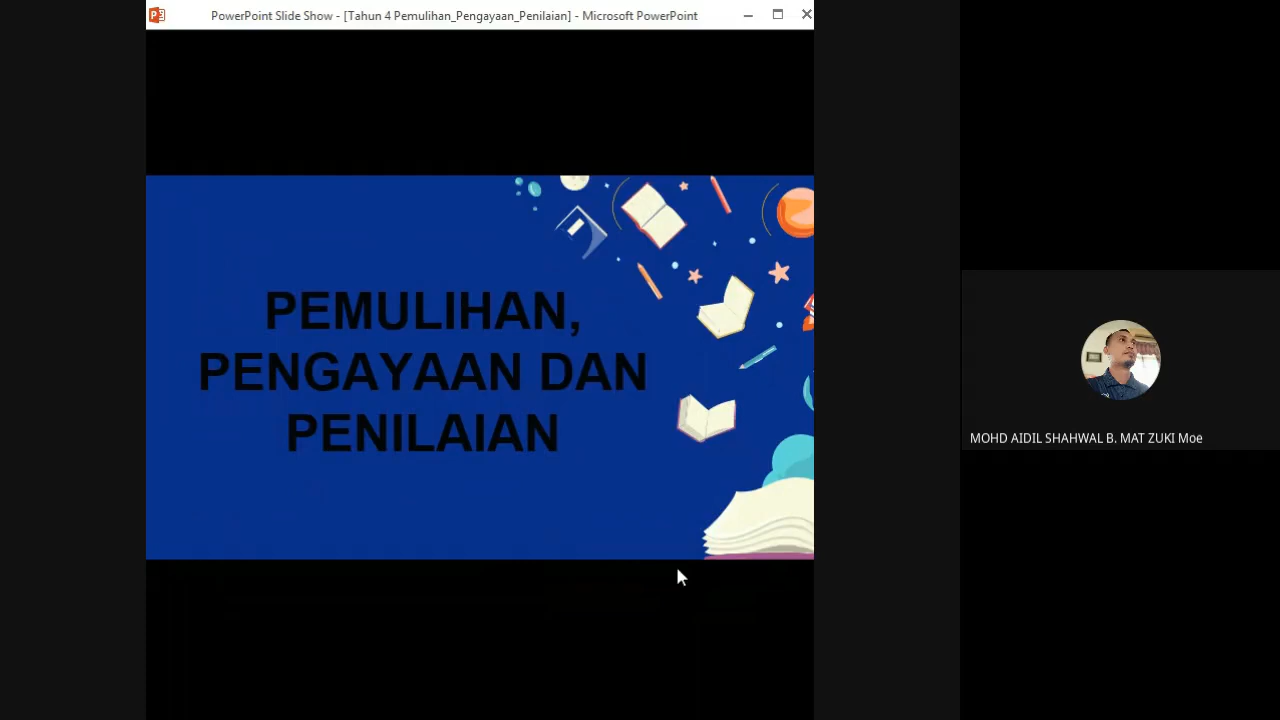 PowerPoint Slide Show - [Tahun 4 Pemulihan_Pengayaan_Penilaian] - Microsoft PowerPoint
PEMULIHAN,
PENGAYAAN DAN
PENILAIAN
MOHD AIDIL SHAHWAL B. MAT ZUKI Moe